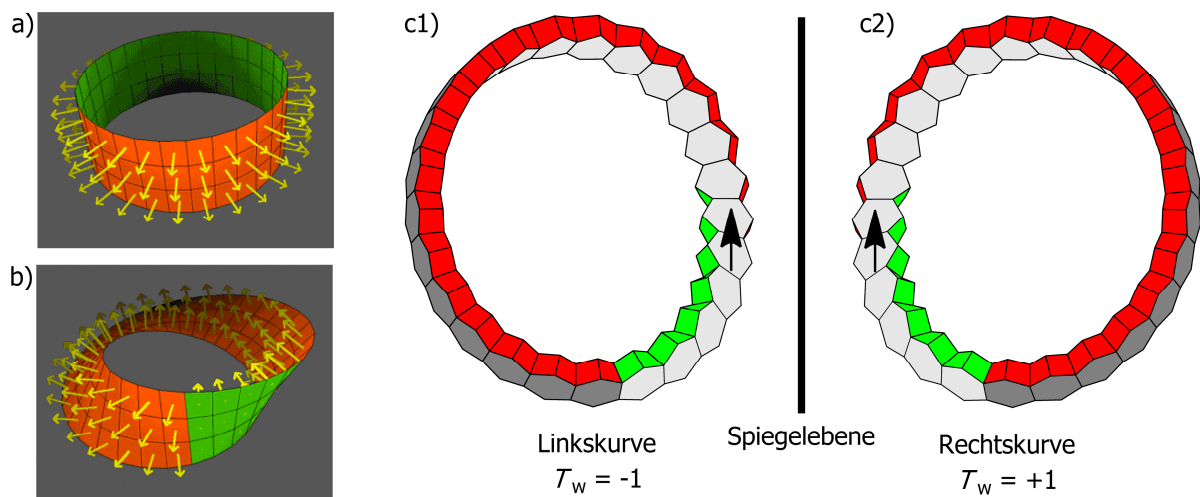 a)
b)
c1)
c2)
Linkskurve
T_w = -1
Spiegelebene
Rechtskurve
T_w = +1